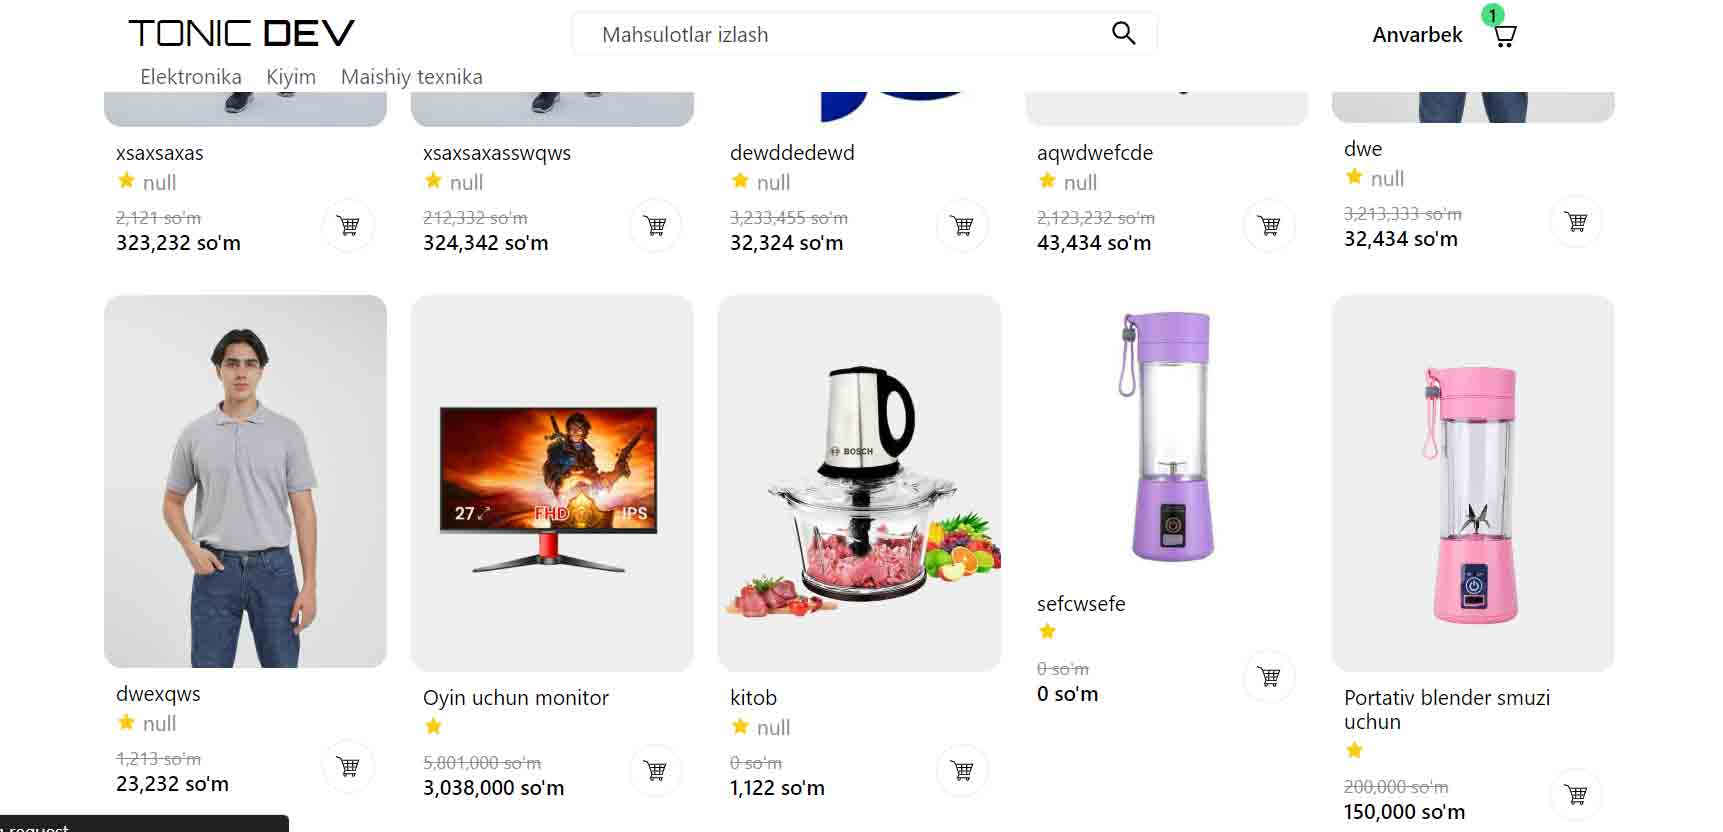 TONIC DEV
Mahsulotlar izlash
Anvarbek
1
Elektronika Kiyim Maishiy texnika
xsaxsaxas
null
2,121 so'm
323,232 so'm
xsaxsaxasswqws
null
212,332 so'm
324,342 so'm
dewddedewd
null
3,233,455 so'm
32,324 so'm
aqwdwefcde
null
2,123,232 so'm
43,434 so'm
dwe
null
3,213,333 so'm
32,434 so'm
dwexqws
null
1,213 so'm
23,232 so'm
27 FHD IPS
Oyin uchun monitor
5,801,000 so'm
3,038,000 so'm
BOSCH
kitob
null
0 so'm
1,122 so'm
sefcwsefe
0 so'm
0 so'm
Portativ blender smuzi
uchun
200,000 so'm
150,000 so'm
request